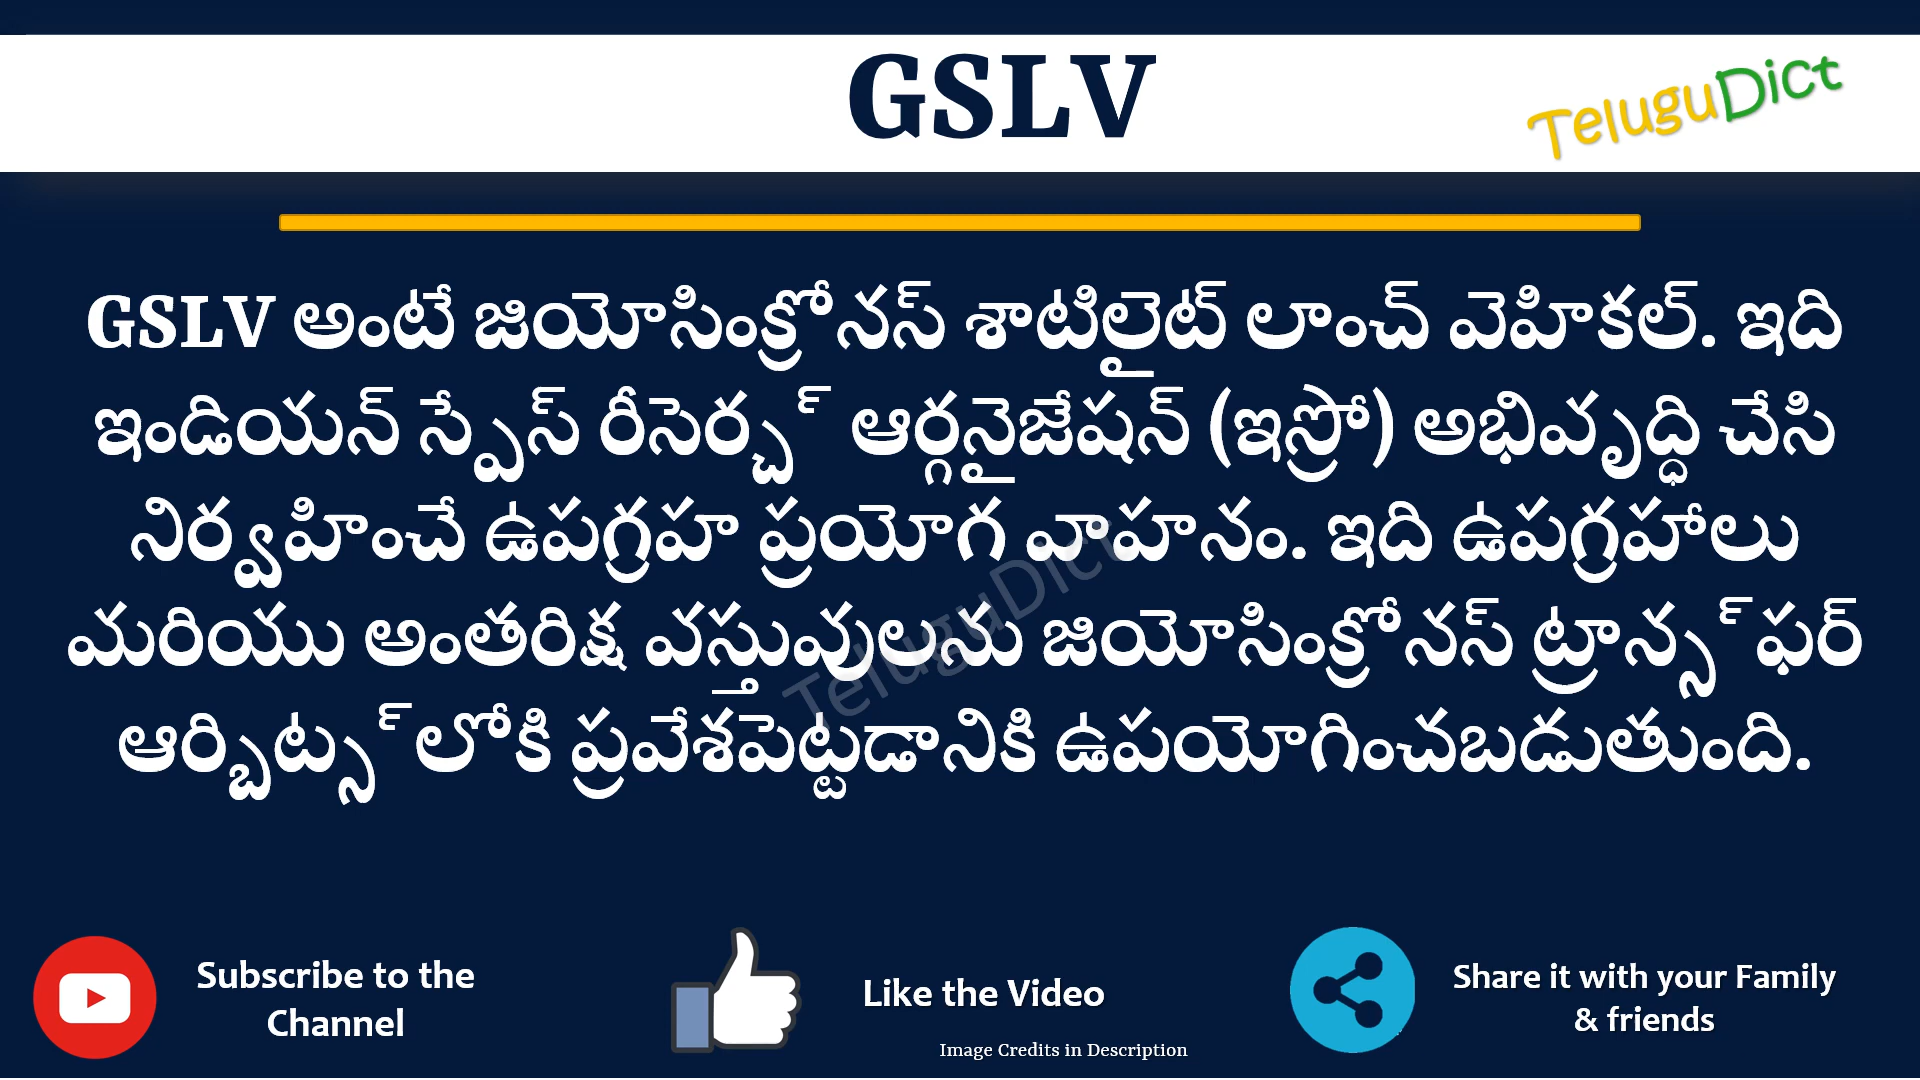 GSLV
TeluguDict
GSLV అంటే జియోసింక్రోనస్ శాటిలైట్ లాంచ్ వెహికల్. ఇది
ఇండియన్ స్పేస్ రీసెర్చ్ ఆర్గనైజేషన్ (ఇస్రో) అభివృద్ధి చేసి
నిర్వహించే ఉపగ్రహ ప్రయోగ వాహనం. ఇది ఉపగ్రహాలు
మరియు అంతరిక్ష వస్తువులను జియోసింక్రోనస్ ట్రాన్స్‌ఫర్
ఆర్బిట్స్‌లోకి ప్రవేశపెట్టడానికి ఉపయోగించబడుతుంది.
TeluguDict
Subscribe to the
Channel
Like the Video
Share it with your Family
& friends
Image Credits in Description